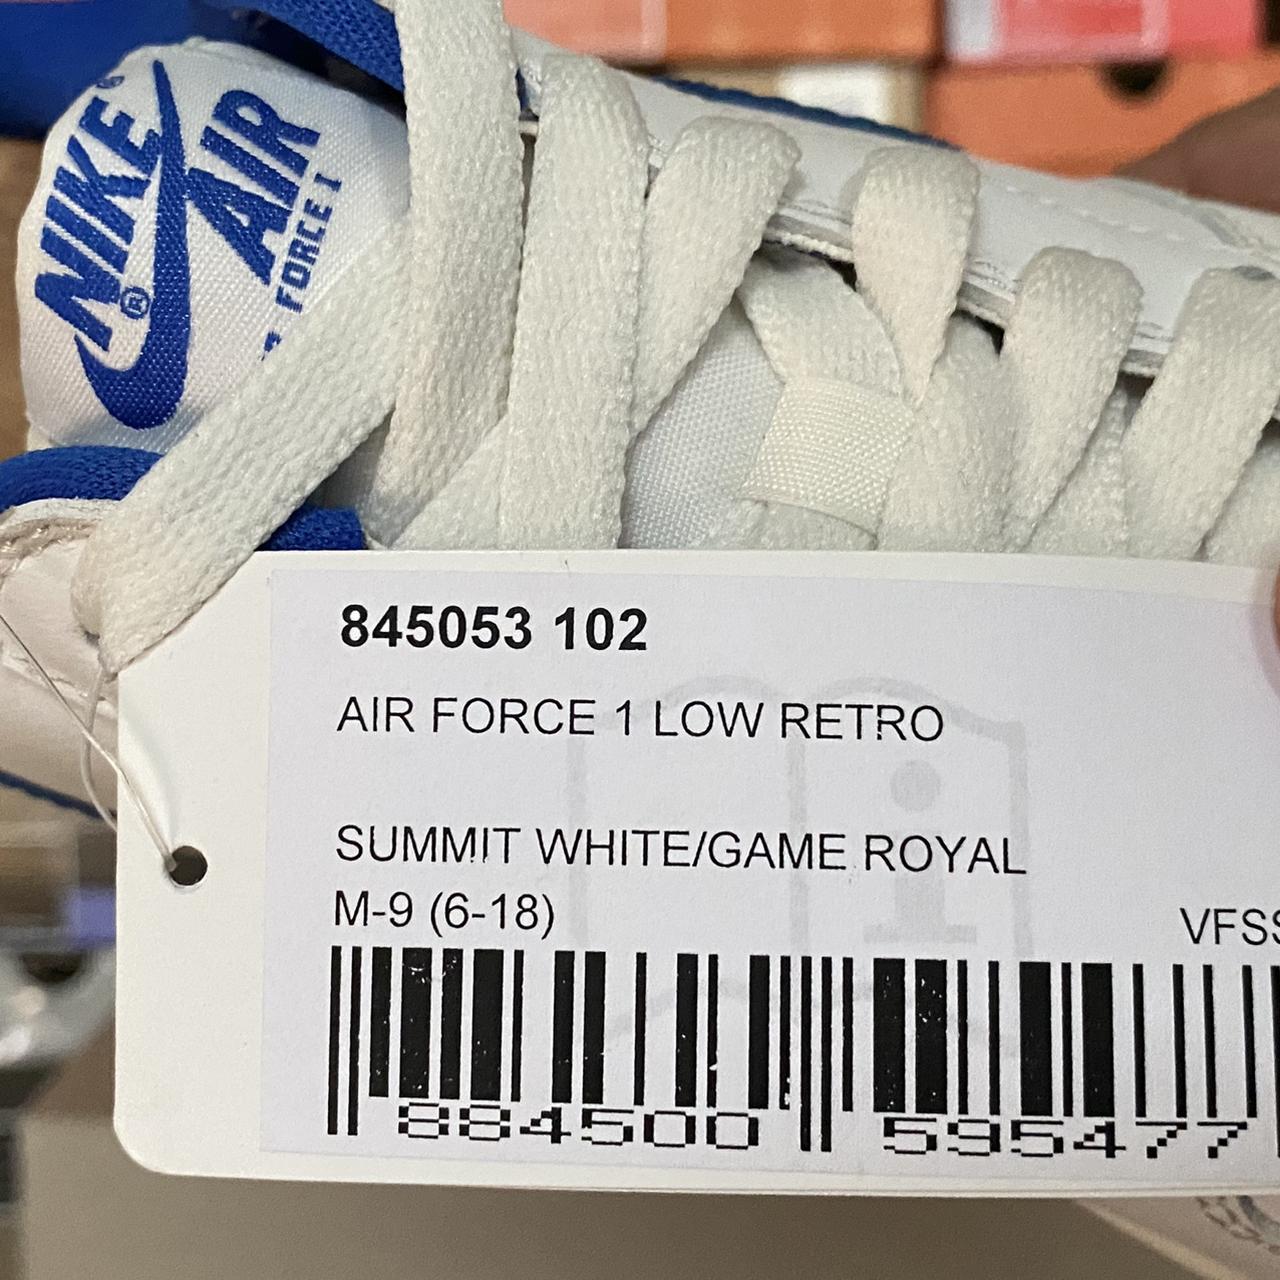 NIKE®
AIR
FORCE 1
®
845053 102
AIR FORCE 1 LOW RETRO
SUMMIT WHITE/GAME ROYAL
M-9 (6-18)
884500 595477